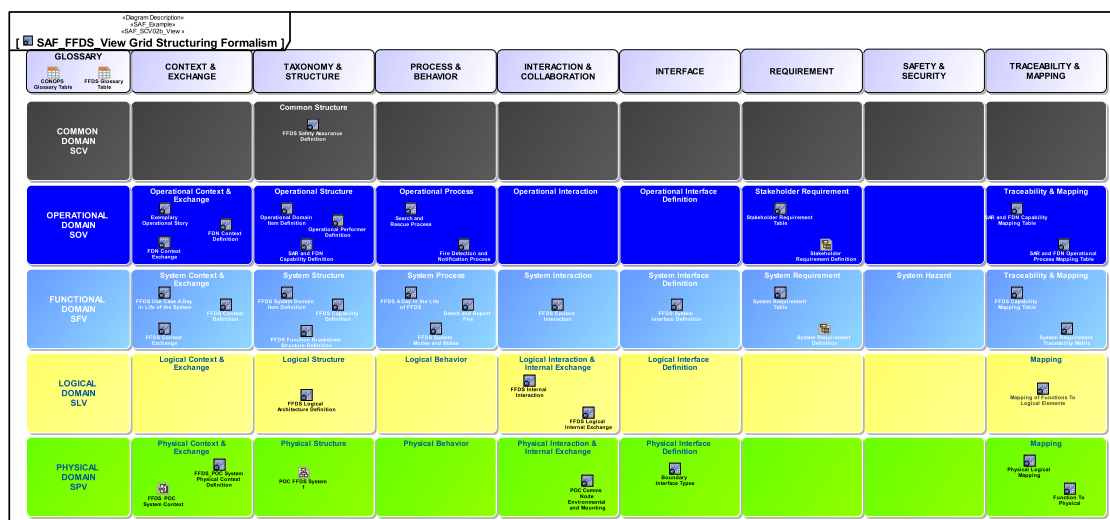 «Diagram Description»
«SAF_Example»
«SAF_SCV02b_View »
[ SAF_FFDS_View Grid Structuring Formalism ]
GLOSSARY
CONOPS
Glossary Table
FFDS Glossary
Table
CONTEXT &
EXCHANGE
TAXONOMY &
STRUCTURE
PROCESS &
BEHAVIOR
INTERACTION &
COLLABORATION
INTERFACE
REQUIREMENT
SAFETY &
SECURITY
TRACEABILITY &
MAPPING
COMMON
DOMAIN
SCV
Common Structure
FFDS Safety Assurance
Definition
OPERATIONAL
DOMAIN
SOV
Operational Context &
Exchange
Exemplary
Operational Story
FDN Context
Definition
FDN Context
Exchange
Operational Structure
Operational Domain
Item Definition
Operational Performer
Definition
SAR and FDN
Capability Definition
Operational Process
Search and
Rescue Process
Fire Detection and
Notification Process
Operational Interaction
Operational Interface
Definition
Stakeholder Requirement
Stakeholder Requirement
Table
Stakeholder
Requirement Definition
Traceability & Mapping
SAR and FDN Capability
Mapping Table
SAR and FDN Operational
Process Mapping Table
FUNCTIONAL
DOMAIN
SFV
System Context &
Exchange
FFDS Use Case A Day
In Life of the System
FFDS Context
Definition
FFDS Context
Exchange
System Structure
FFDS System Domain
Item Definition
FFDS Capability
Definition
FFDS Function Breakdown
Structure Definition
System Process
FFDS A Day In the Life
of FFDS
Detect and Report
Fire
FFDS System
Modes and States
System Interaction
FFDS Context
Interaction
System Interface
Definition
FFDS System
Interface Definition
System Requirement
System Requirement
Table
System Requirement
Definition
System Hazard
Traceability & Mapping
FFDS Capability
Mapping Table
System Requirement
Traceability Matrix
LOGICAL
DOMAIN
SLV
Logical Context &
Exchange
Logical Structure
FFDS Logical
Architecture Definition
Logical Behavior
Logical Interaction &
Internal Exchange
FFDS Internal
Interaction
FFDS Logical
Internal Exchange
Logical Interface
Definition
Mapping
Mapping of Functions To
Logical Elements
PHYSICAL
DOMAIN
SPV
Physical Context &
Exchange
FFDS_POC System
Physical Context
Definition
FFDS_POC
System Context
Physical Structure
POC FFDS System
1
Physical Behavior
Physical Interaction &
Internal Exchange
POC Comms
Node
Environmental
and Mounting
Physical Interface
Definition
Boundary
Interface Types
Mapping
Physical Logical
Mapping
Function To
Physical